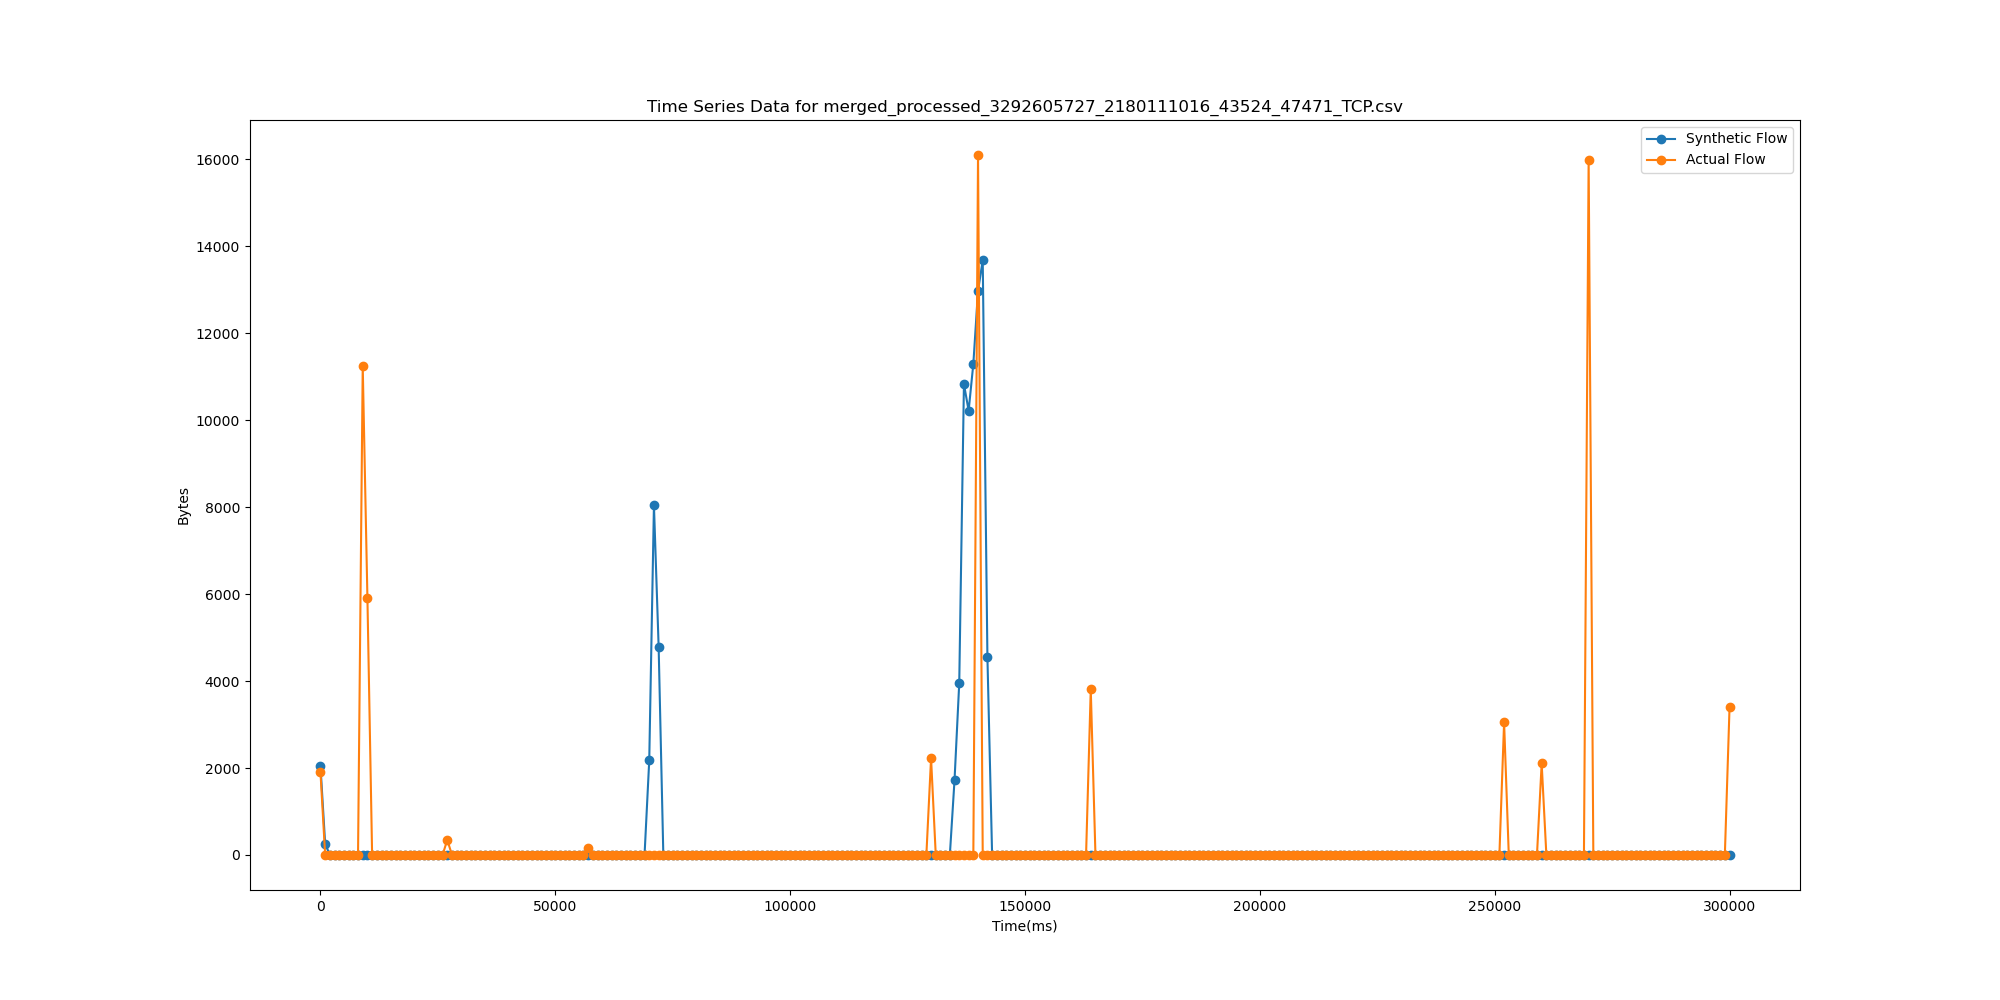 Time Series Data for merged_processed_3292605727_2180111016_43524_47471_TCP.csv
Synthetic Flow
Actual Flow
16000
14000
12000
10000
8000
6000
4000
2000
0
Bytes
0 50000 100000 150000 200000 250000 300000
Time(ms)